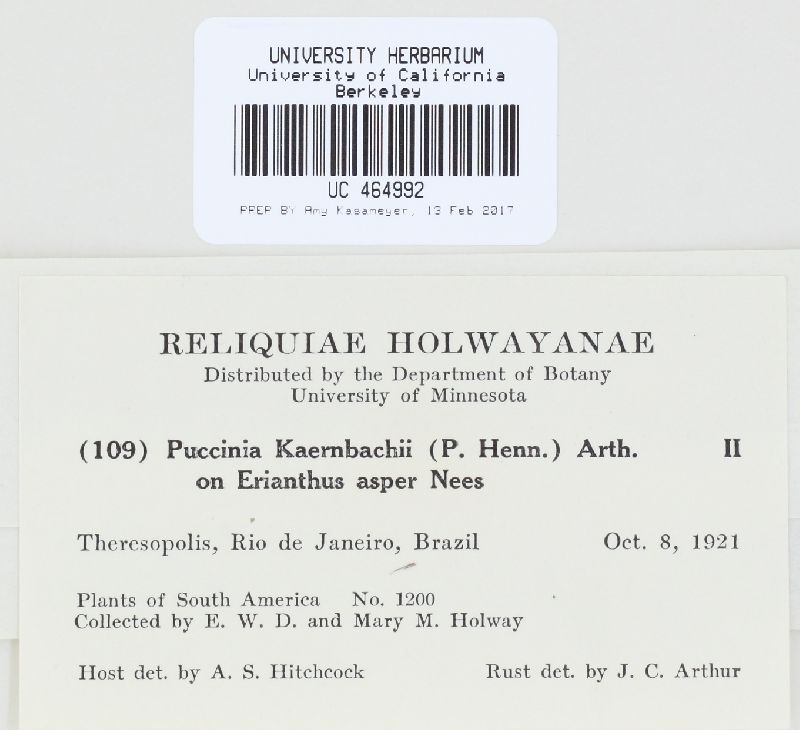 UNIVERSITY HERBARIUM
University of California
Berkeley
UC 464992
PREP BY Amy Kasameyer, 13 Feb 2017
RELIQUIAE HOLWAYANAE
Distributed by the Department of Botany
University of Minnesota
(109) Puccinia Kaernbachii (P. Henn.) Arth. II
on Erianthus asper Nees
Theresopolis, Rio de Janeiro, Brazil Oct. 8, 1921
Plants of South America No. 1200
Collected by E. W. D. and Mary M. Holway
Host det. by A. S. Hitchcock Rust det. by J. C. Arthur